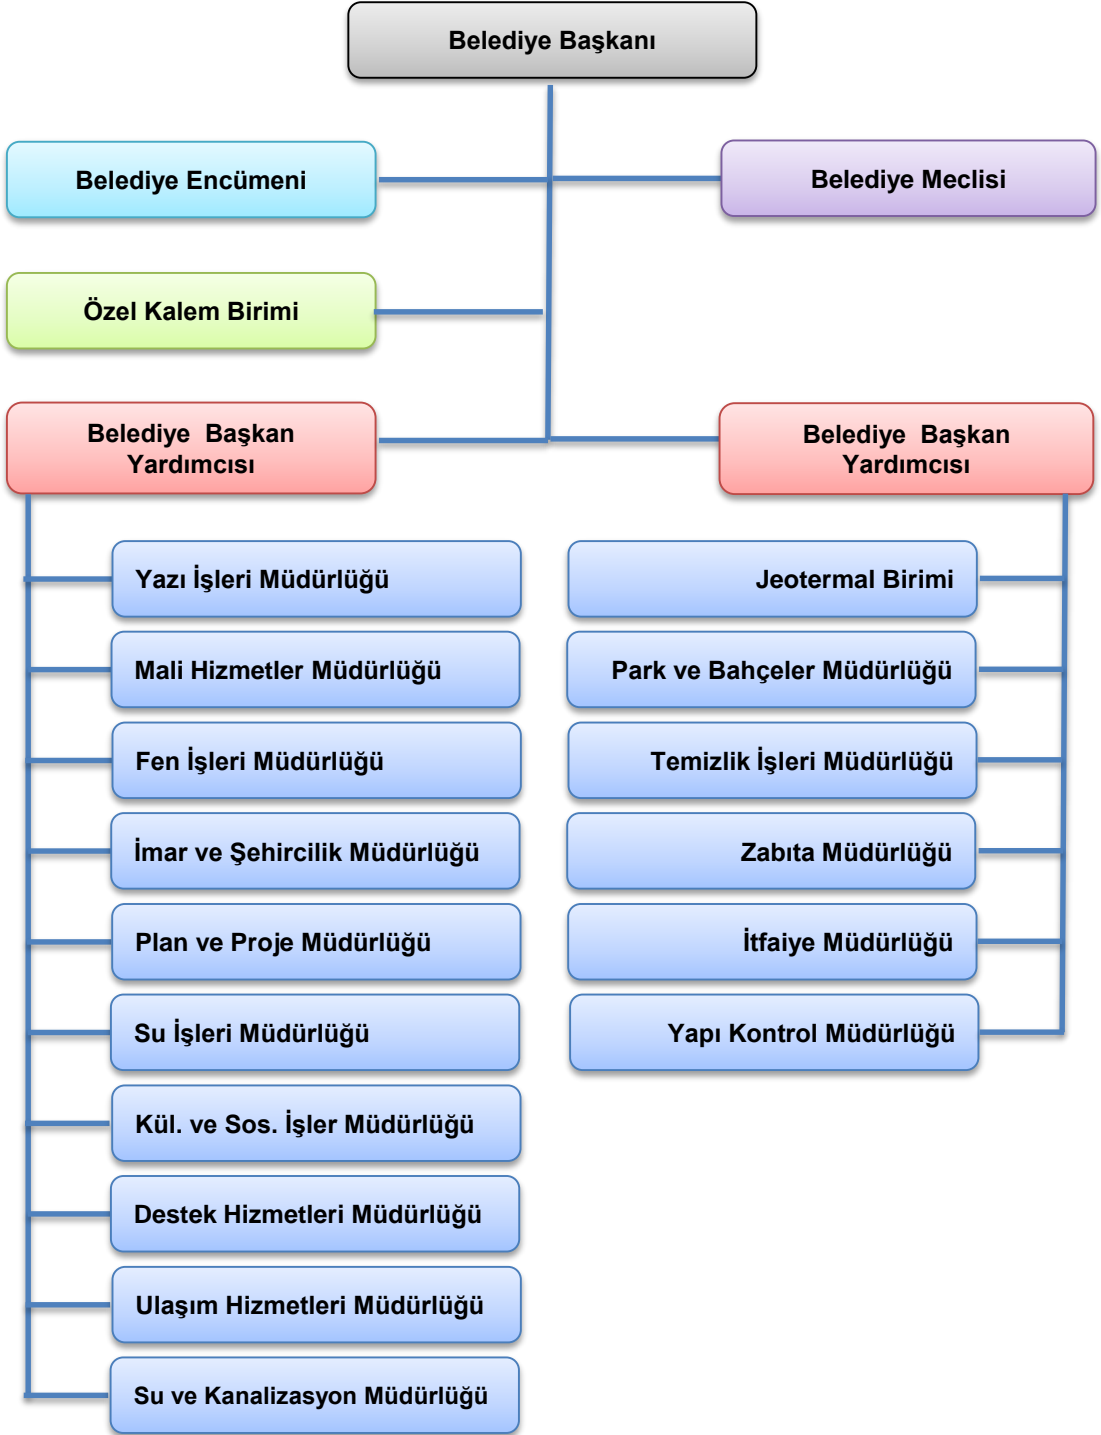 Belediye Başkanı
Belediye Encümeni
Belediye Meclisi
Özel Kalem Birimi
Belediye Başkan
Yardımcısı
Belediye Başkan
Yardımcısı
Yazı İşleri Müdürlüğü
Mali Hizmetler Müdürlüğü
Fen İşleri Müdürlüğü
İmar ve Şehircilik Müdürlüğü
Plan ve Proje Müdürlüğü
Su İşleri Müdürlüğü
Kül. ve Sos. İşler Müdürlüğü
Destek Hizmetleri Müdürlüğü
Ulaşım Hizmetleri Müdürlüğü
Su ve Kanalizasyon Müdürlüğü
Jeotermal Birimi
Park ve Bahçeler Müdürlüğü
Temizlik İşleri Müdürlüğü
Zabıta Müdürlüğü
İtfaiye Müdürlüğü
Yapı Kontrol Müdürlüğü